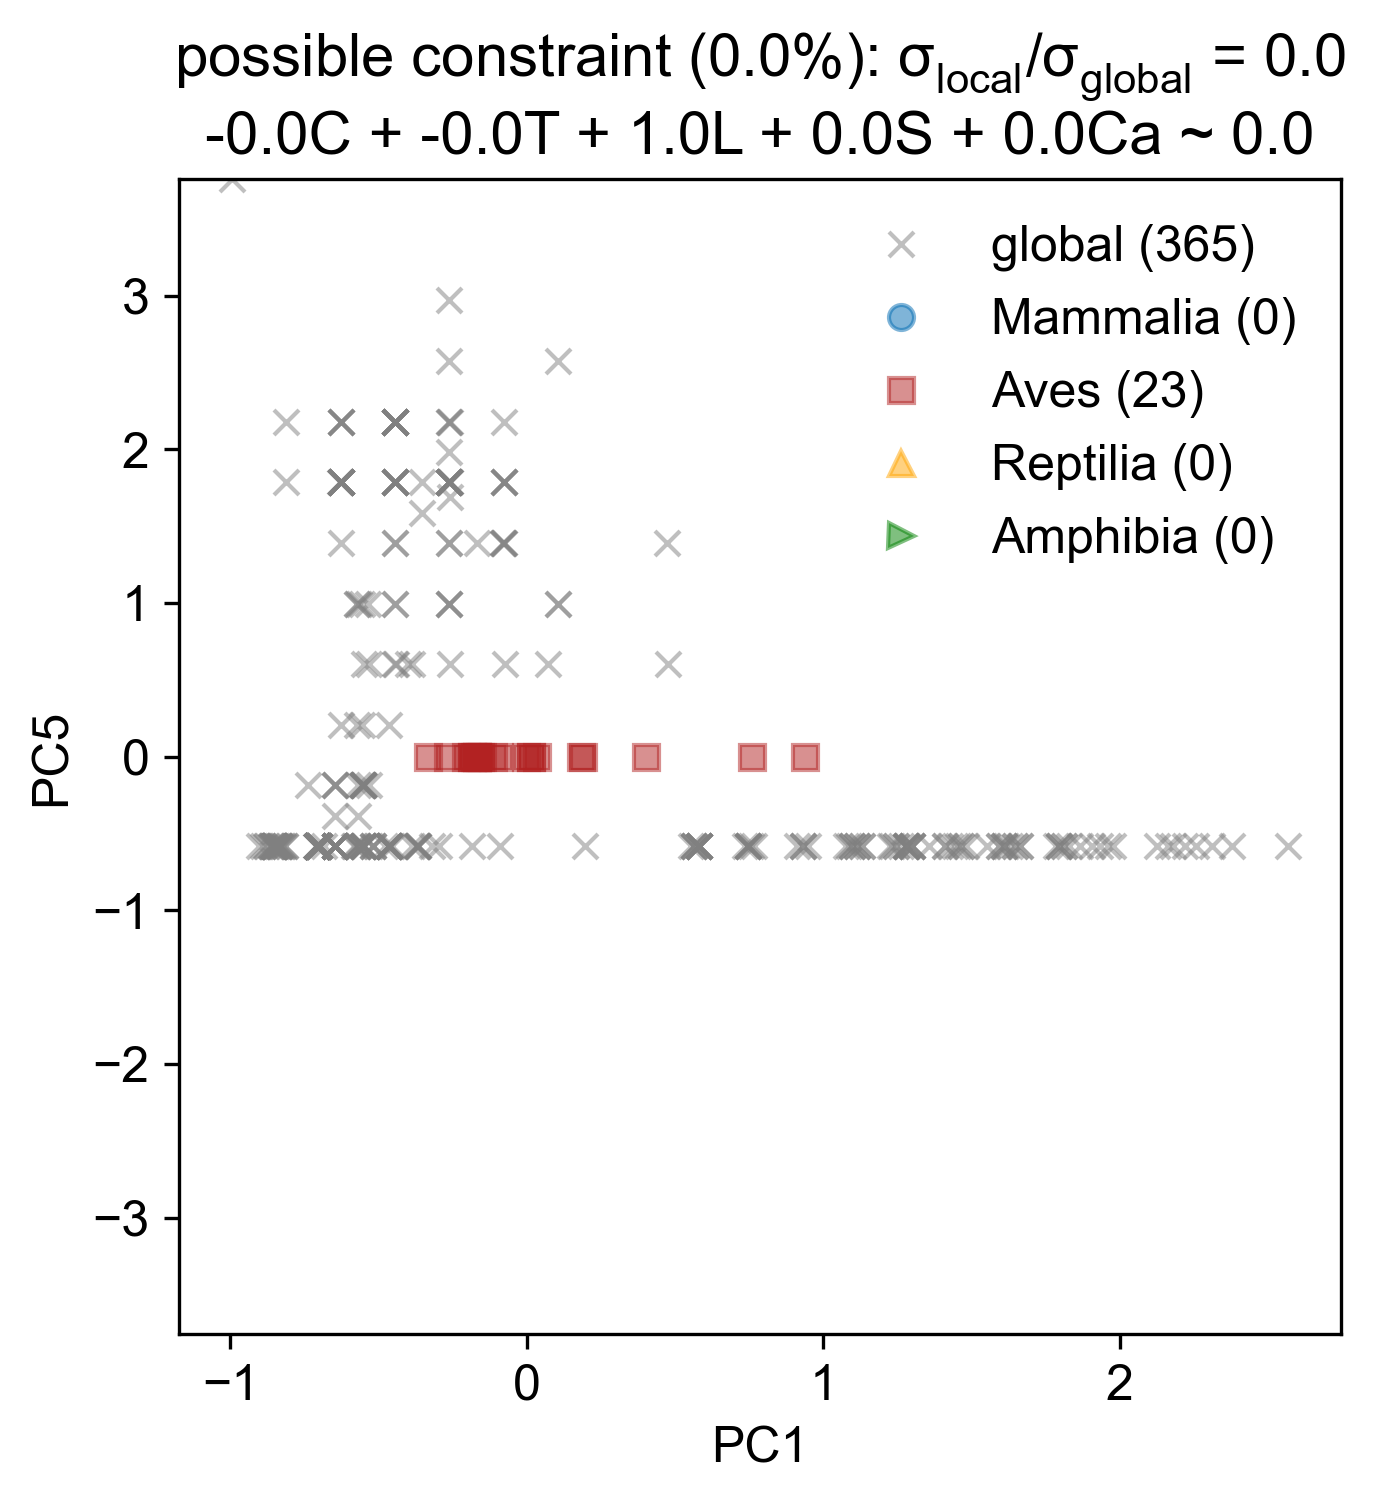 possible constraint (0.0%): σlocal/σglobal = 0.0
-0.0C + -0.0T + 1.0L + 0.0S + 0.0Ca ~ 0.0
global (365)
Mammalia (0)
Aves (23)
Reptilia (0)
Amphibia (0)
3
2
1
0
−1
−2
−3
PC5
−1
0
1
2
PC1